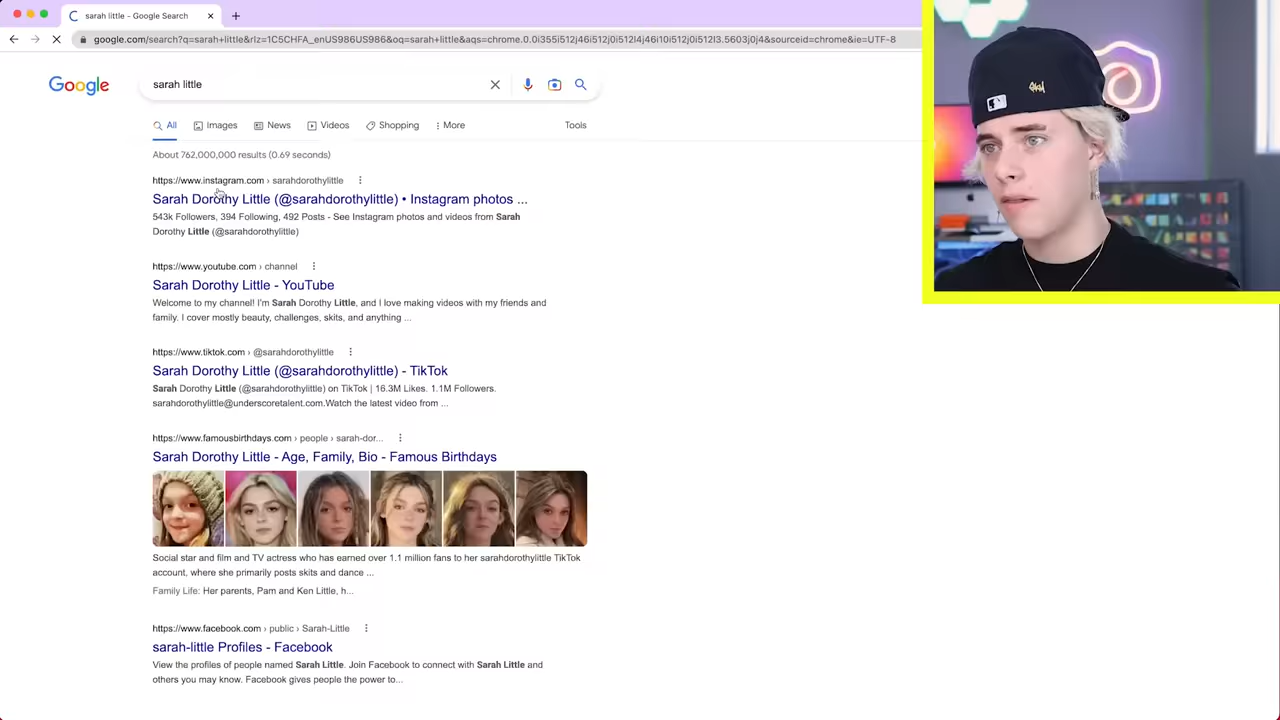 sarah little - Google Search
google.com/search?q=sarah+little&rlz=1C5CHFA_enUS986US986&oq=sarah+little&aqs=chrome.0.0i355i512j46i512j0i512l4j46i10i512j0i512l3.5603j0j4&sourceid=chrome&ie=UTF-8
Google
sarah little
All Images News Videos Shopping More Tools
About 762,000,000 results (0.69 seconds)
https://www.instagram.com › sarahdorothylittle
Sarah Dorothy Little (@sarahdorothylittle) • Instagram photos ...
543k Followers, 394 Following, 492 Posts - See Instagram photos and videos from Sarah
Dorothy Little (@sarahdorothylittle)
https://www.youtube.com › channel
Sarah Dorothy Little - YouTube
Welcome to my channel! I'm Sarah Dorothy Little, and I love making videos with my friends and
family. I cover mostly beauty, challenges, skits, and anything ...
https://www.tiktok.com › @sarahdorothylittle
Sarah Dorothy Little (@sarahdorothylittle) - TikTok
Sarah Dorothy Little (@sarahdorothylittle) on TikTok | 16.3M Likes. 1.1M Followers.
sarahdorothylittle@underscoretalent.com.Watch the latest video from ...
https://www.famousbirthdays.com › people › sarah-dor...
Sarah Dorothy Little - Age, Family, Bio - Famous Birthdays
Social star and film and TV actress who has earned over 1.1 million fans to her sarahdorothylittle TikTok
account, where she primarily posts skits and dance ...
Family Life: Her parents, Pam and Ken Little, h...
https://www.facebook.com › public › Sarah-Little
sarah-little Profiles - Facebook
View the profiles of people named Sarah Little. Join Facebook to connect with Sarah Little and
others you may know. Facebook gives people the power to...